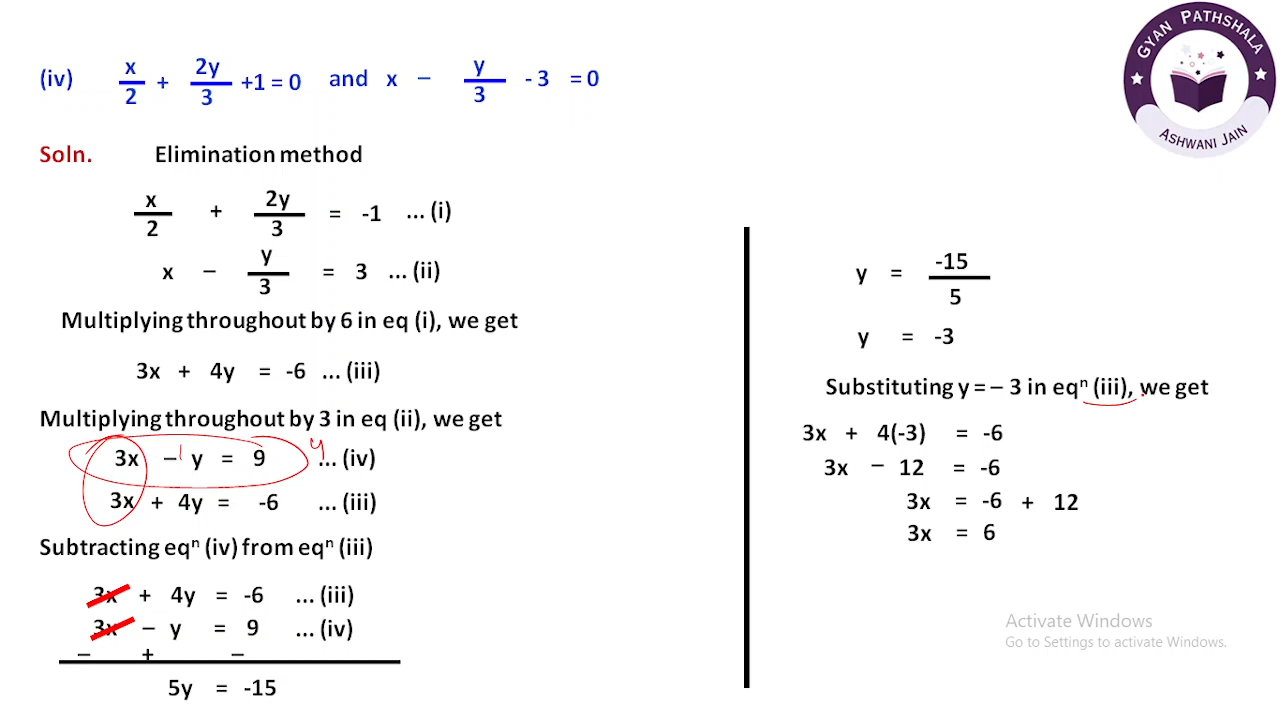 (iv) x/2 + 2y/3 +1 = 0 and x – y/3 - 3 = 0
GYAN PATHSHALA
ASHWANI JAIN
Soln. Elimination method
x/2 + 2y/3 = -1 ... (i)
x – y/3 = 3 ... (ii)
Multiplying throughout by 6 in eq (i), we get
3x + 4y = -6 ... (iii)
Multiplying throughout by 3 in eq (ii), we get
3x – 1 y = 9 y ... (iv)
3x + 4y = -6 ... (iii)
Subtracting eqⁿ (iv) from eqⁿ (iii)
3x + 4y = -6 ... (iii)
3x – y = 9 ... (iv)
– + –
5y = -15
y = -15/5
y = -3
Substituting y = – 3 in eqⁿ (iii), we get
3x + 4(-3) = -6
3x – 12 = -6
3x = -6 + 12
3x = 6
Activate Windows
Go to Settings to activate Windows.